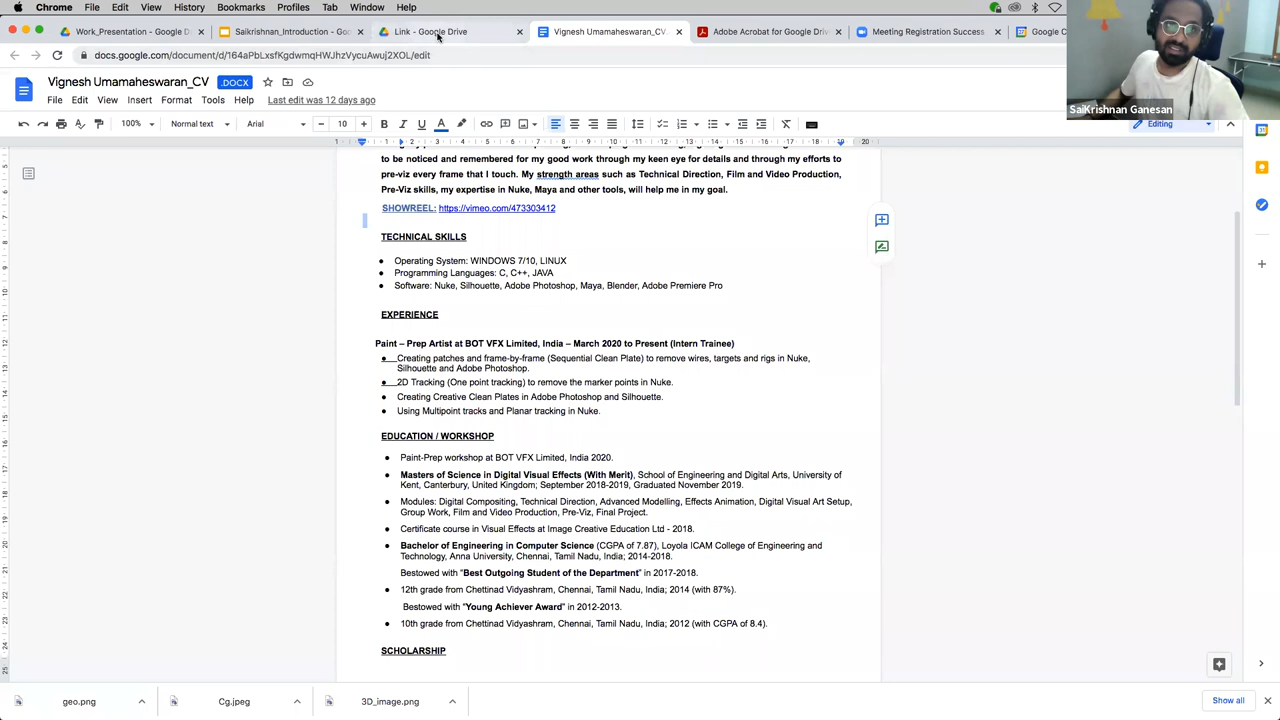 Chrome File Edit View History Bookmarks Profiles Tab Window Help
Work_Presentation - Google D
Saikrishnan_Introduction - Goo
Link - Google Drive
Vignesh Umamaheswaran_CV.
Adobe Acrobat for Google Driv
Meeting Registration Success
Google C
docs.google.com/document/d/164aPbLxsfKgdwmqHWJhzVycuAwuj2XOL/edit
Vignesh Umamaheswaran_CV .DOCX
File Edit View Insert Format Tools Help Last edit was 12 days ago
SaiKrishnan Ganesan
100% Normal text Arial 10 Editing
to be noticed and remembered for my good work through my keen eye for details and through my efforts to
pre-viz every frame that I touch. My strength areas such as Technical Direction, Film and Video Production,
Pre-Viz skills, my expertise in Nuke, Maya and other tools, will help me in my goal.
SHOWREEL: https://vimeo.com/473303412
TECHNICAL SKILLS
● Operating System: WINDOWS 7/10, LINUX
● Programming Languages: C, C++, JAVA
● Software: Nuke, Silhouette, Adobe Photoshop, Maya, Blender, Adobe Premiere Pro
EXPERIENCE
Paint – Prep Artist at BOT VFX Limited, India – March 2020 to Present (Intern Trainee)
● Creating patches and frame-by-frame (Sequential Clean Plate) to remove wires, targets and rigs in Nuke,
Silhouette and Adobe Photoshop.
● 2D Tracking (One point tracking) to remove the marker points in Nuke.
● Creating Creative Clean Plates in Adobe Photoshop and Silhouette.
● Using Multipoint tracks and Planar tracking in Nuke.
EDUCATION / WORKSHOP
● Paint-Prep workshop at BOT VFX Limited, India 2020.
● Masters of Science in Digital Visual Effects (With Merit), School of Engineering and Digital Arts, University of
Kent, Canterbury, United Kingdom; September 2018-2019, Graduated November 2019.
● Modules: Digital Compositing, Technical Direction, Advanced Modelling, Effects Animation, Digital Visual Art Setup,
Group Work, Film and Video Production, Pre-Viz, Final Project.
● Certificate course in Visual Effects at Image Creative Education Ltd - 2018.
● Bachelor of Engineering in Computer Science (CGPA of 7.87), Loyola ICAM College of Engineering and
Technology, Anna University, Chennai, Tamil Nadu, India; 2014-2018.
Bestowed with "Best Outgoing Student of the Department" in 2017-2018.
● 12th grade from Chettinad Vidyashram, Chennai, Tamil Nadu, India; 2014 (with 87%).
Bestowed with "Young Achiever Award" in 2012-2013.
● 10th grade from Chettinad Vidyashram, Chennai, Tamil Nadu, India; 2012 (with CGPA of 8.4).
SCHOLARSHIP
geo.png
Cg.jpeg
3D_image.png
Show all